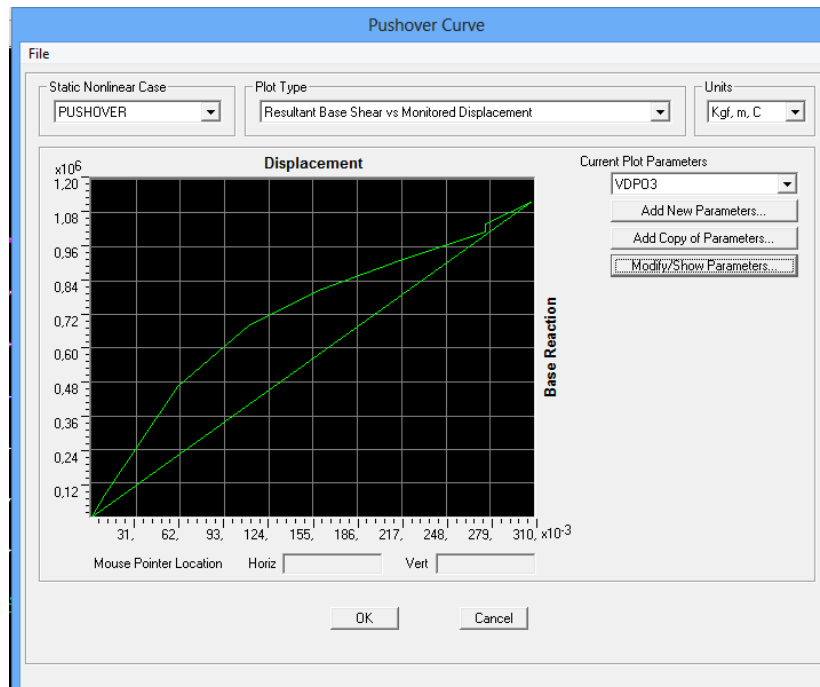 Pushover Curve
File
Static Nonlinear Case
PUSHOVER
Plot Type
Resultant Base Shear vs Monitored Displacement
Units
Kgf, m, C
Displacement
x10^6
1,20
1,08
0,96
0,84
0,72
0,60
0,48
0,36
0,24
0,12
31, 62, 93, 124, 155, 186, 217, 248, 279, 310, x10^-3
Base Reaction
Mouse Pointer Location Horiz Vert
Current Plot Parameters
VDPO3
Add New Parameters...
Add Copy of Parameters...
Modify/Show Parameters...
OK Cancel